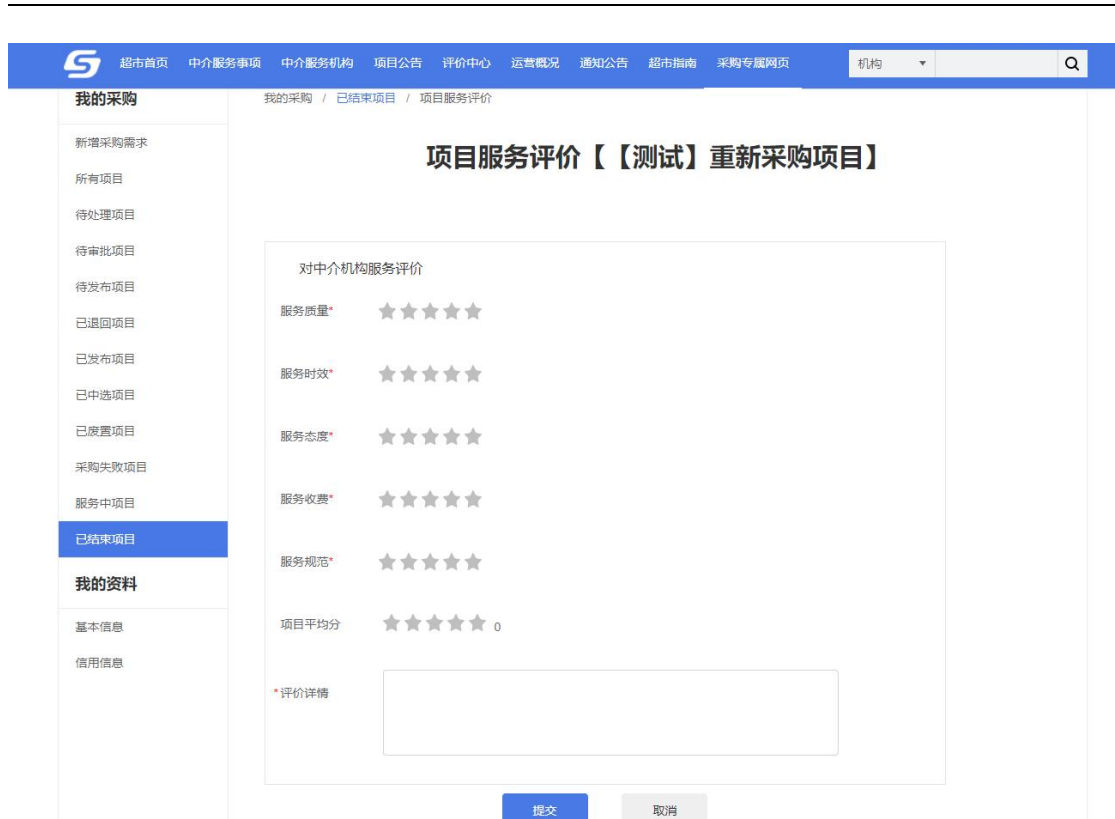 超市首页 中介服务事项 中介服务机构 项目公告 评价中心 运营概况 通知公告 超市指南 采购专属网页 机构
我的采购
新增采购需求
所有项目
待处理项目
待审批项目
待发布项目
已退回项目
已发布项目
已中选项目
已废置项目
采购失败项目
服务中项目
已结束项目
我的资料
基本信息
信用信息
我的采购 / 已结束项目 / 项目服务评价
项目服务评价【【测试】重新采购项目】
对中介机构服务评价
服务质量*
服务时效*
服务态度*
服务收费*
服务规范*
项目平均分 0
*评价详情
提交 取消